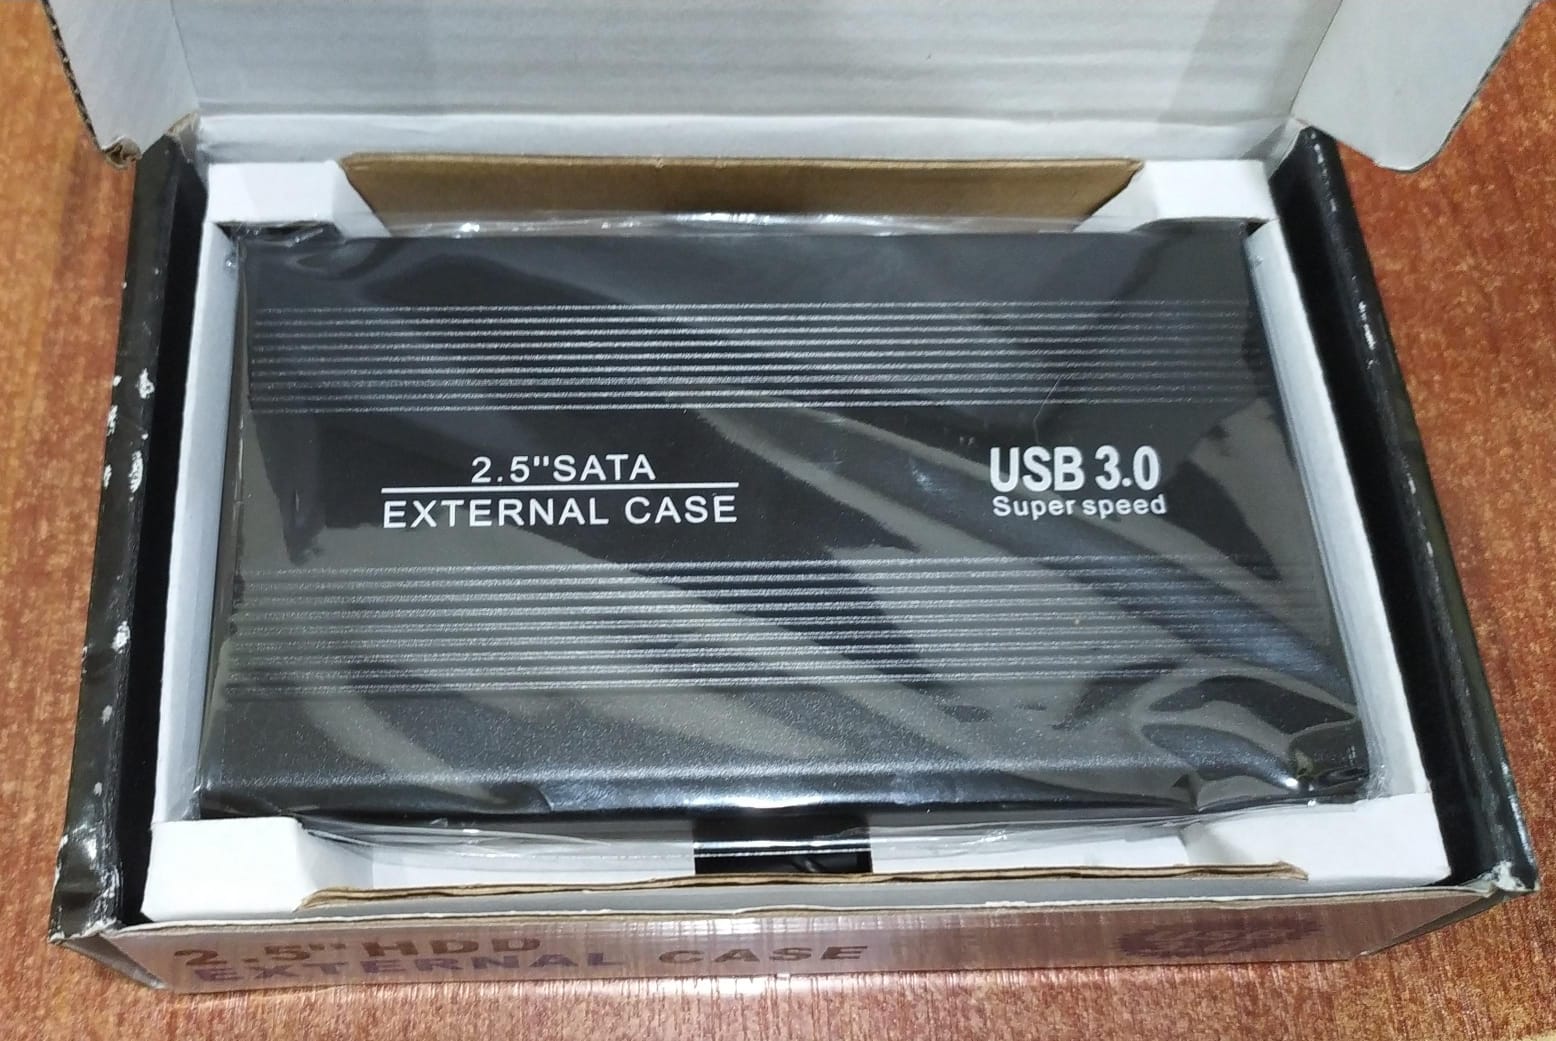 2.5"SATA
EXTERNAL CASE
USB 3.0
Super speed
2.5" HDD
EXTERNAL CASE